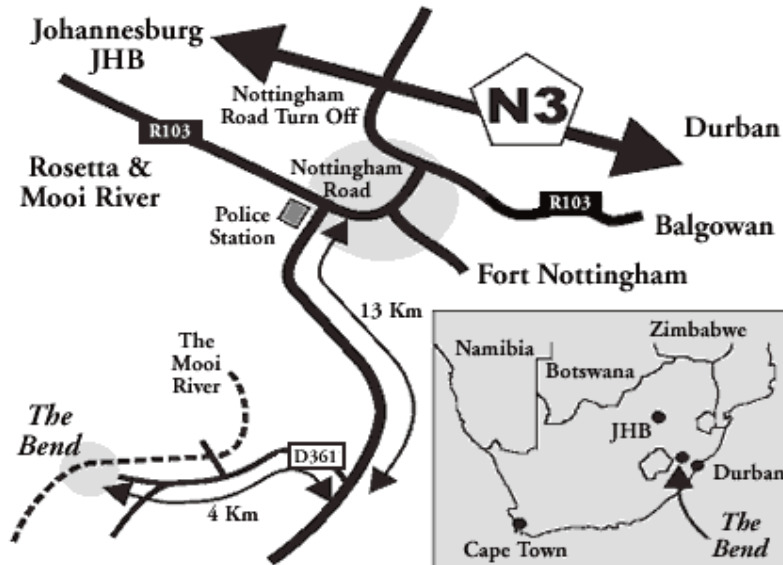 Johannesburg
JHB
Nottingham
Road Turn Off
N3
Durban
R103
Rosetta &
Mooi River
Nottingham
Road
Police
Station
R103
Balgowan
Fort Nottingham
13 Km
The
Mooi
River
The
Bend
D361
4 Km
Zimbabwe
Namibia
Botswana
JHB
Durban
The
Bend
Cape Town